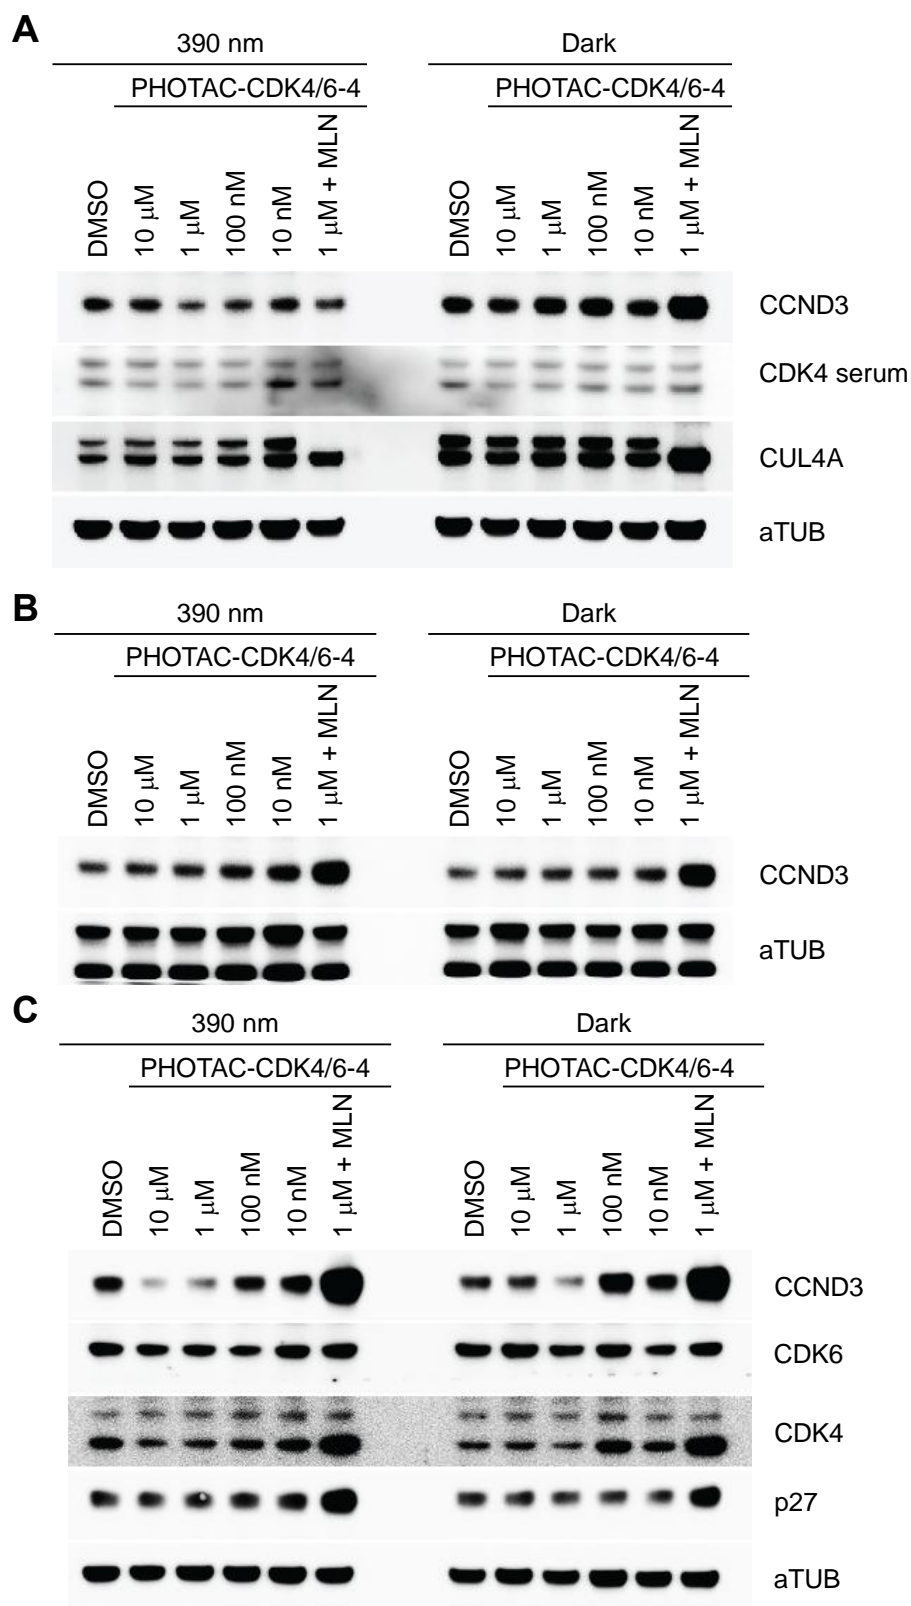 A
390 nm Dark
PHOTAC-CDK4/6-4 PHOTAC-CDK4/6-4
DMSO 10 μM 1 μM 100 nM 10 nM 1 μM + MLN DMSO 10 μM 1 μM 100 nM 10 nM 1 μM + MLN
CCND3
CDK4 serum
CUL4A
aTUB
B
390 nm Dark
PHOTAC-CDK4/6-4 PHOTAC-CDK4/6-4
DMSO 10 μM 1 μM 100 nM 10 nM 1 μM + MLN DMSO 10 μM 1 μM 100 nM 10 nM 1 μM + MLN
CCND3
aTUB
C
390 nm Dark
PHOTAC-CDK4/6-4 PHOTAC-CDK4/6-4
DMSO 10 μM 1 μM 100 nM 10 nM 1 μM + MLN DMSO 10 μM 1 μM 100 nM 10 nM 1 μM + MLN
CCND3
CDK6
CDK4
p27
aTUB